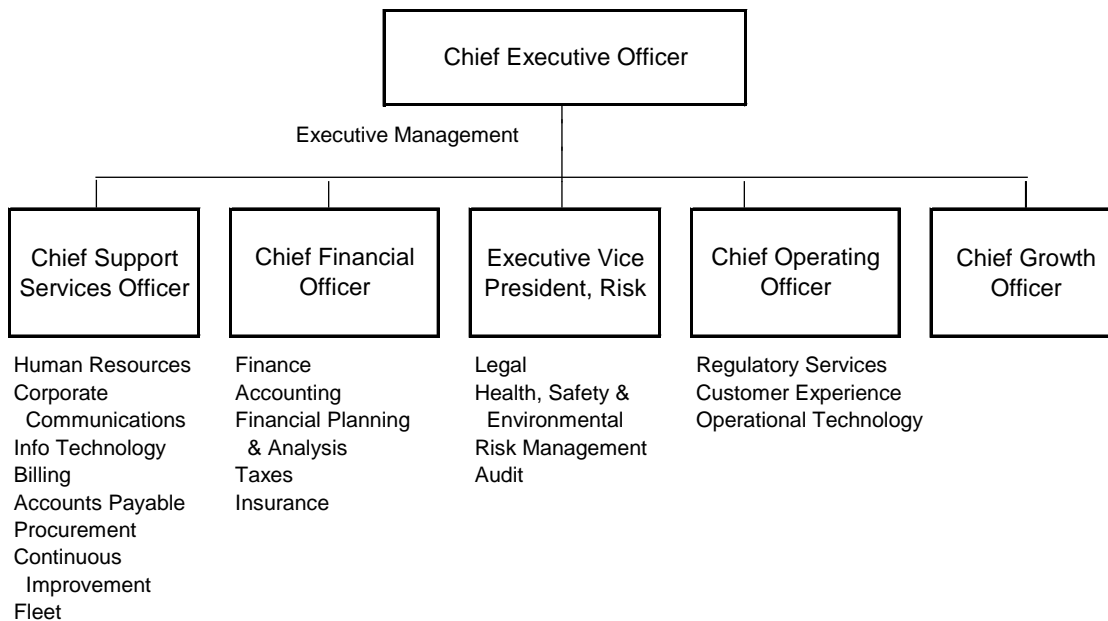 Chief Executive Officer
Executive Management
Chief Support
Services Officer
Chief Financial
Officer
Executive Vice
President, Risk
Chief Operating
Officer
Chief Growth
Officer
Human Resources
Corporate
Communications
Info Technology
Billing
Accounts Payable
Procurement
Continuous
Improvement
Fleet
Finance
Accounting
Financial Planning
& Analysis
Taxes
Insurance
Legal
Health, Safety &
Environmental
Risk Management
Audit
Regulatory Services
Customer Experience
Operational Technology